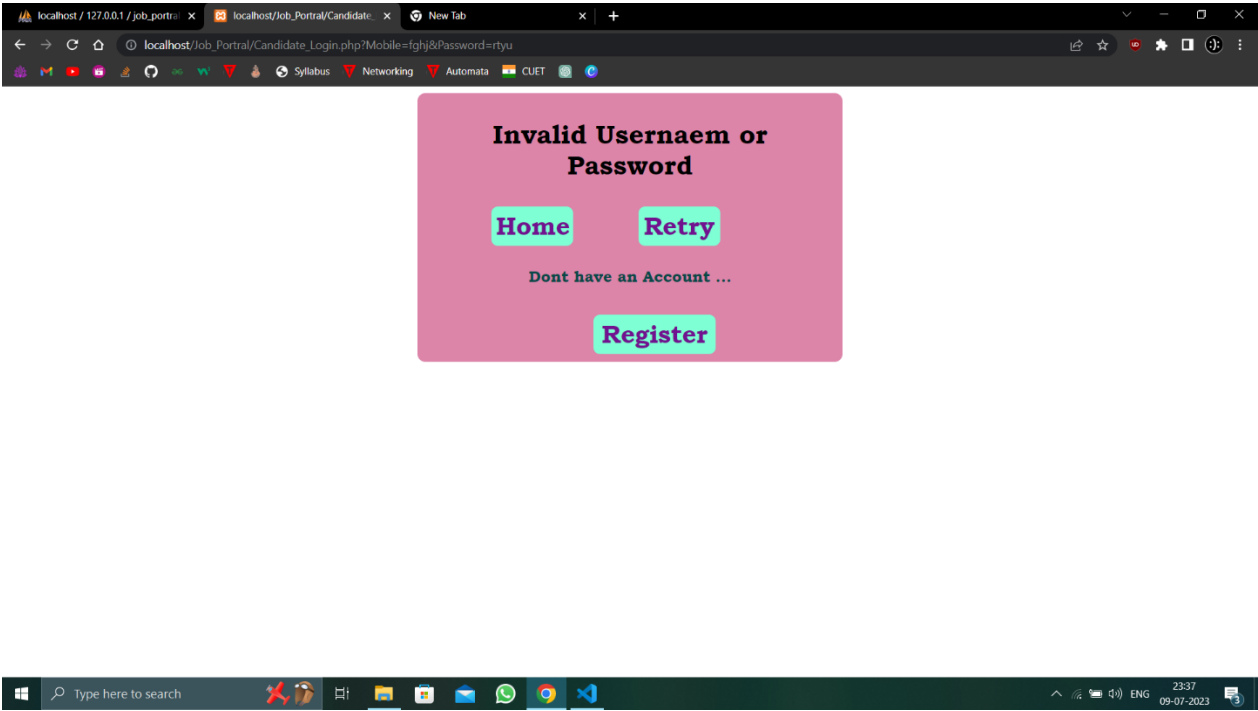 localhost / 127.0.0.1 / job_portral
localhost/Job_Portral/Candidate_
New Tab
localhost/Job_Portral/Candidate_Login.php?Mobile=fghj&Password=rtyu
Syllabus
Networking
Automata
CUET
Invalid Usernaem or
Password
Home
Retry
Dont have an Account ...
Register
Type here to search
ENG
23:37
09-07-2023
3